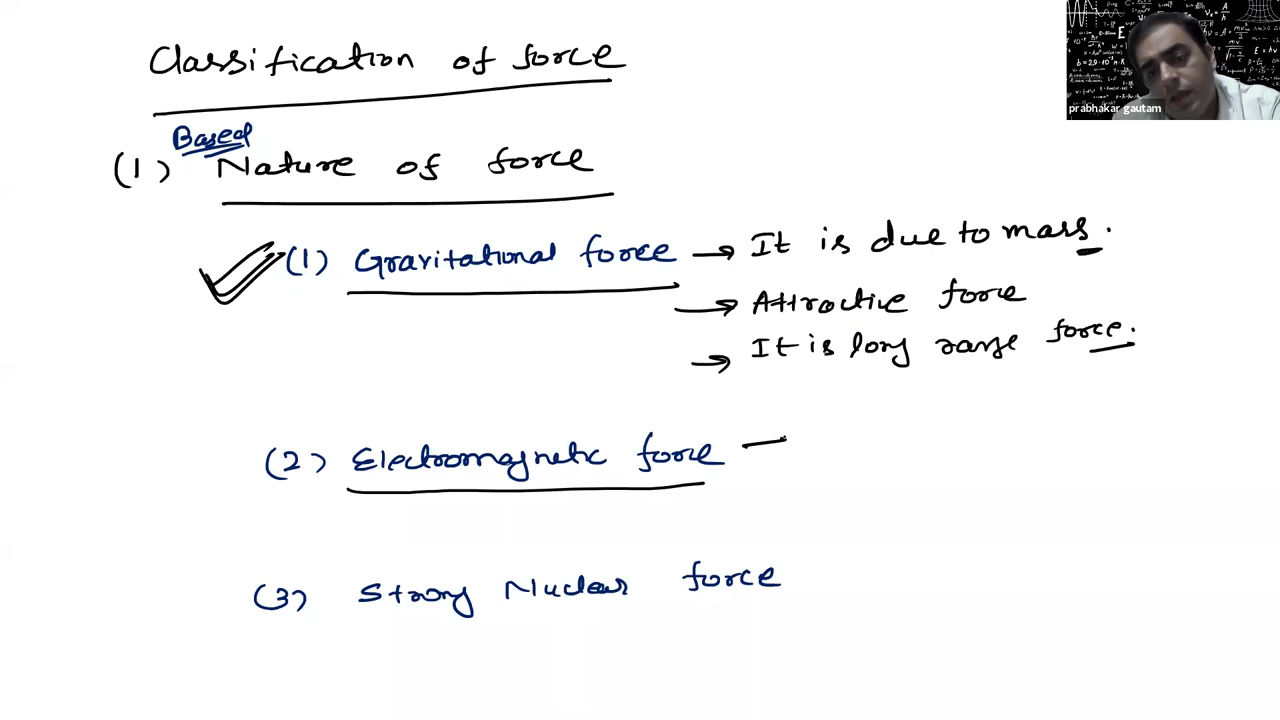 Classification of force
Based
(1) Nature of force
(1) Gravitational force → It is due to mass.
→ Attractive force
→ It is long range force.
(2) Electromagnetic force —
(3) Strong Nuclear force
prabhakar gautam